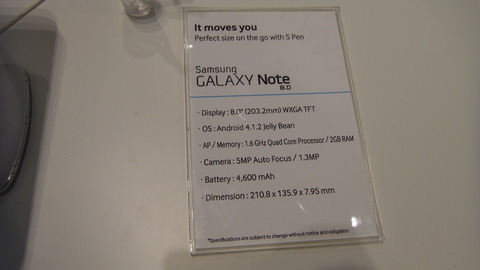 It moves you
Perfect size on the go with S Pen
Samsung
GALAXY Note
8.0
· Display : 8.0" (203.2mm) WXGA TFT
· OS : Android 4.1.2 Jelly Bean
· AP / Memory : 1.6 GHz Quad Core Processor / 2GB RAM
· Camera : 5MP Auto Focus / 1.3MP
· Battery : 4,600 mAh
· Dimension : 210.8 x 135.9 x 7.95 mm
*Specifications are subject to change without notice and obligation